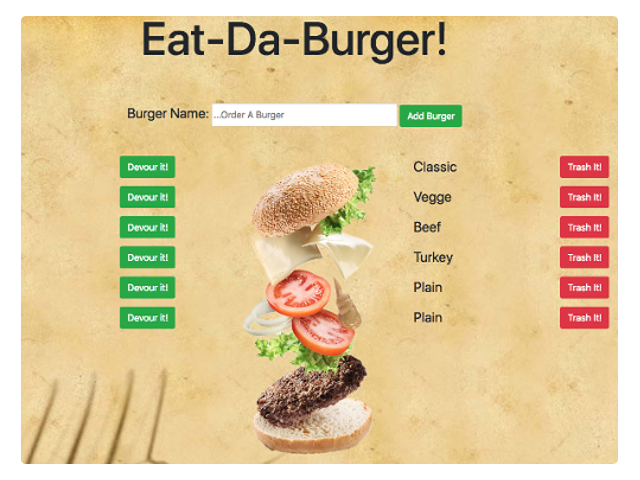 Eat-Da-Burger!
Burger Name: ...Order A Burger Add Burger
Devour it! Classic Trash It!
Devour it! Vegge Trash It!
Devour it! Beef Trash It!
Devour it! Turkey Trash It!
Devour it! Plain Trash It!
Devour it! Plain Trash It!